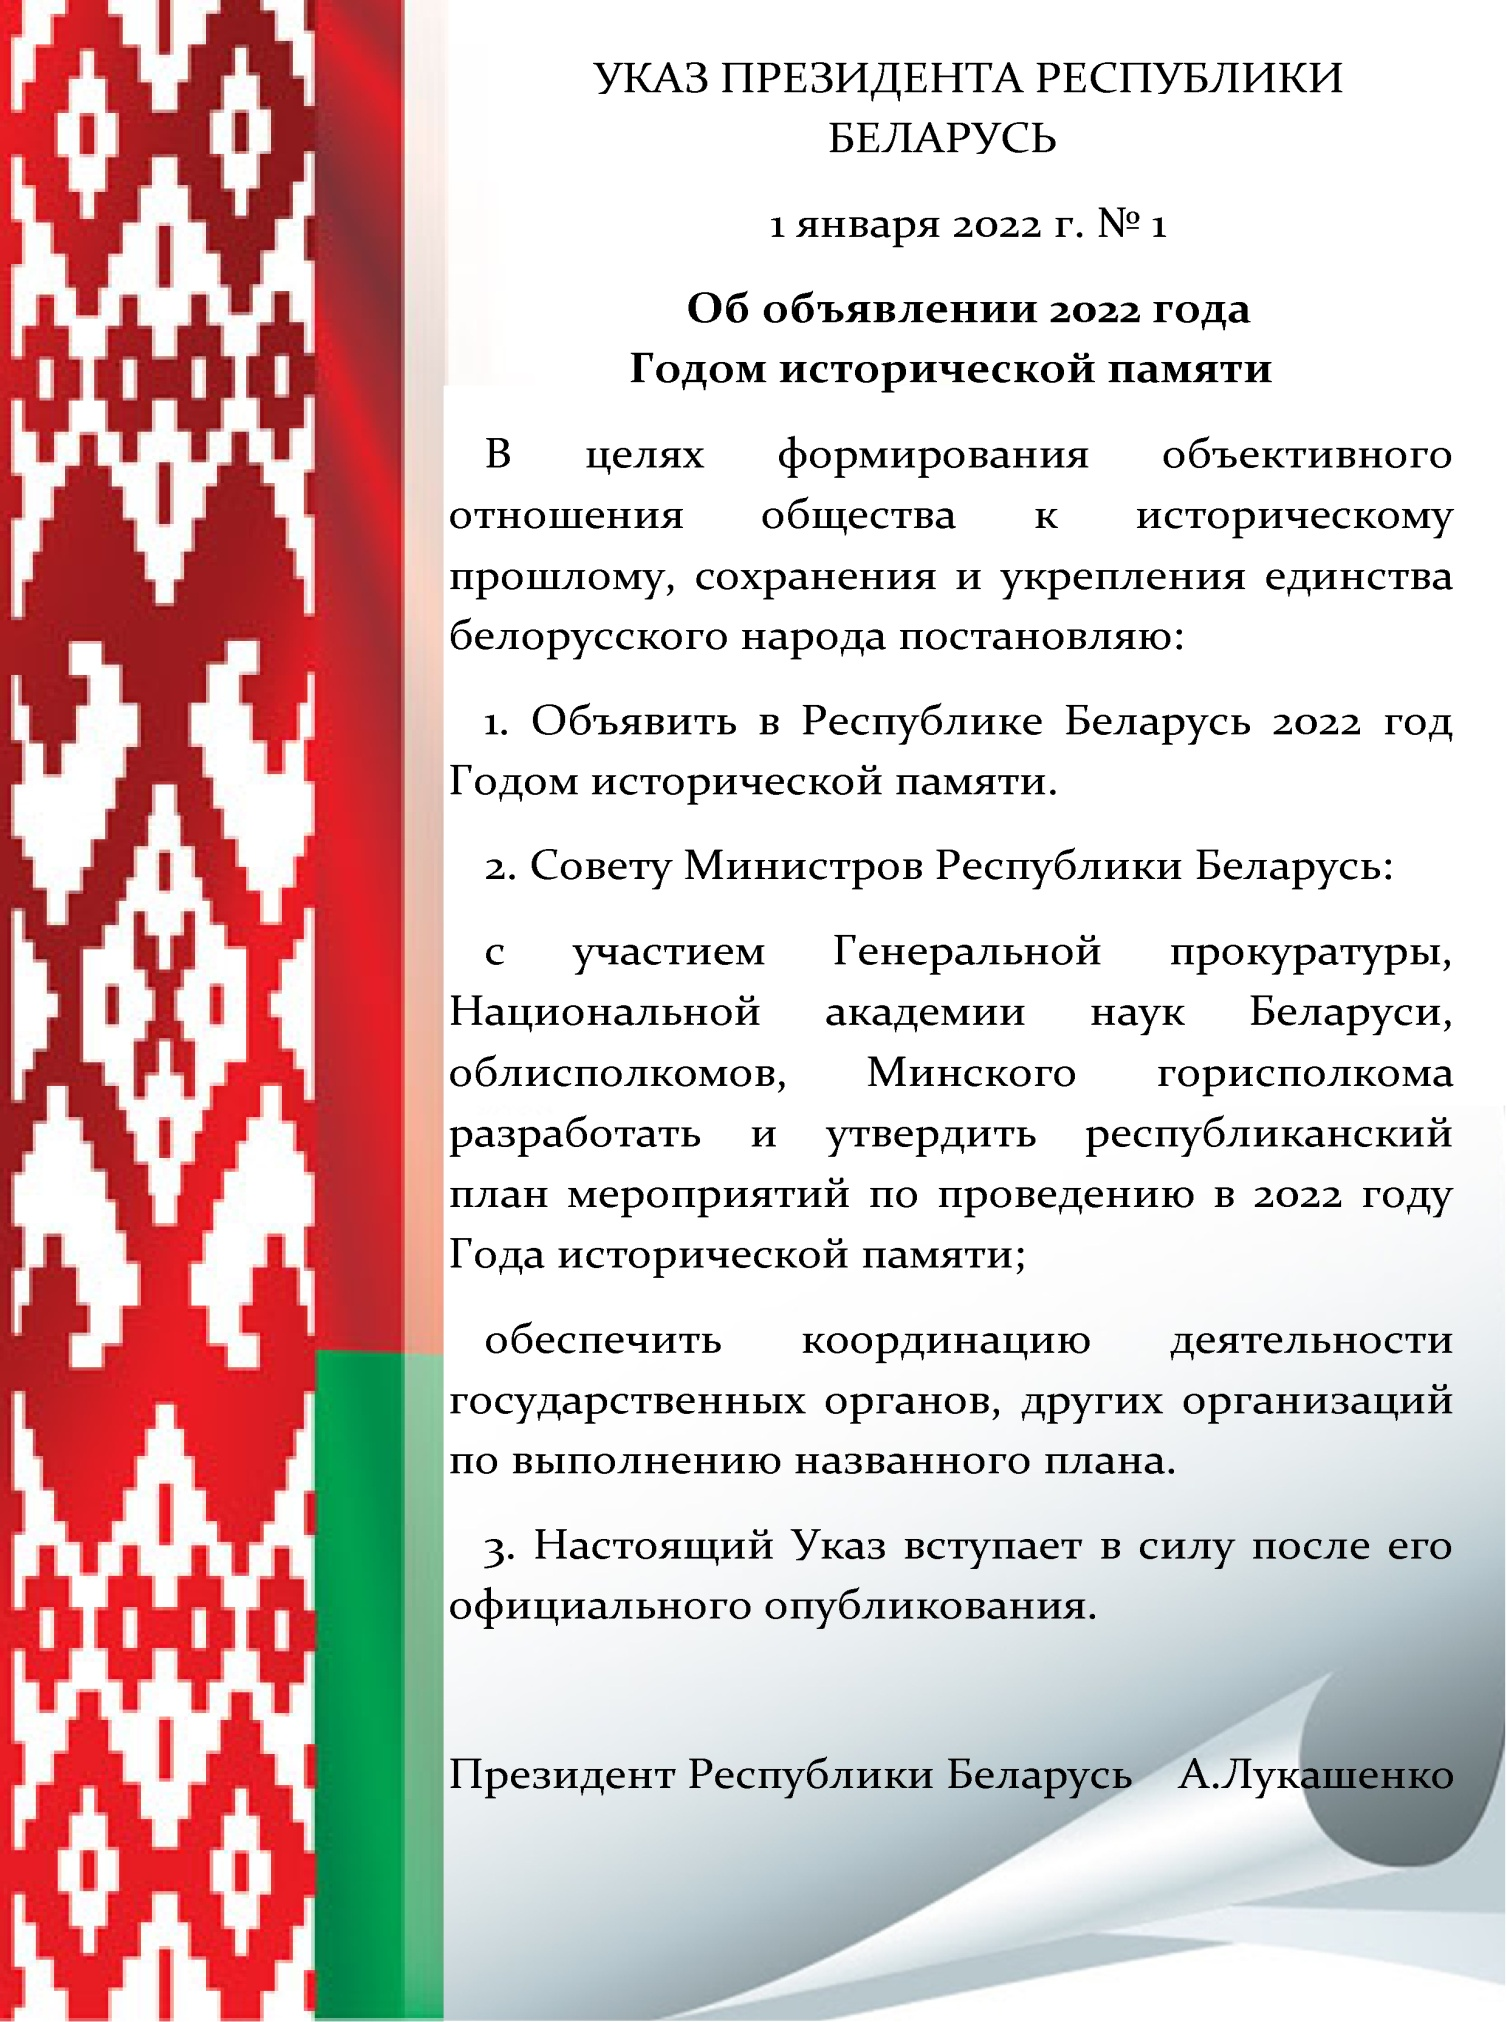 УКАЗ ПРЕЗИДЕНТА РЕСПУБЛИКИ
БЕЛАРУСЬ
1 января 2022 г. № 1
Об объявлении 2022 года
Годом исторической памяти
В целях формирования объективного
отношения общества к историческому
прошлому, сохранения и укрепления единства
белорусского народа постановляю:
1. Объявить в Республике Беларусь 2022 год
Годом исторической памяти.
2. Совету Министров Республики Беларусь:
с участием Генеральной прокуратуры,
Национальной академии наук Беларуси,
облисполкомов, Минского горисполкома
разработать и утвердить республиканский
план мероприятий по проведению в 2022 году
Года исторической памяти;
обеспечить координацию деятельности
государственных органов, других организаций
по выполнению названного плана.
3. Настоящий Указ вступает в силу после его
официального опубликования.
Президент Республики Беларусь А.Лукашенко